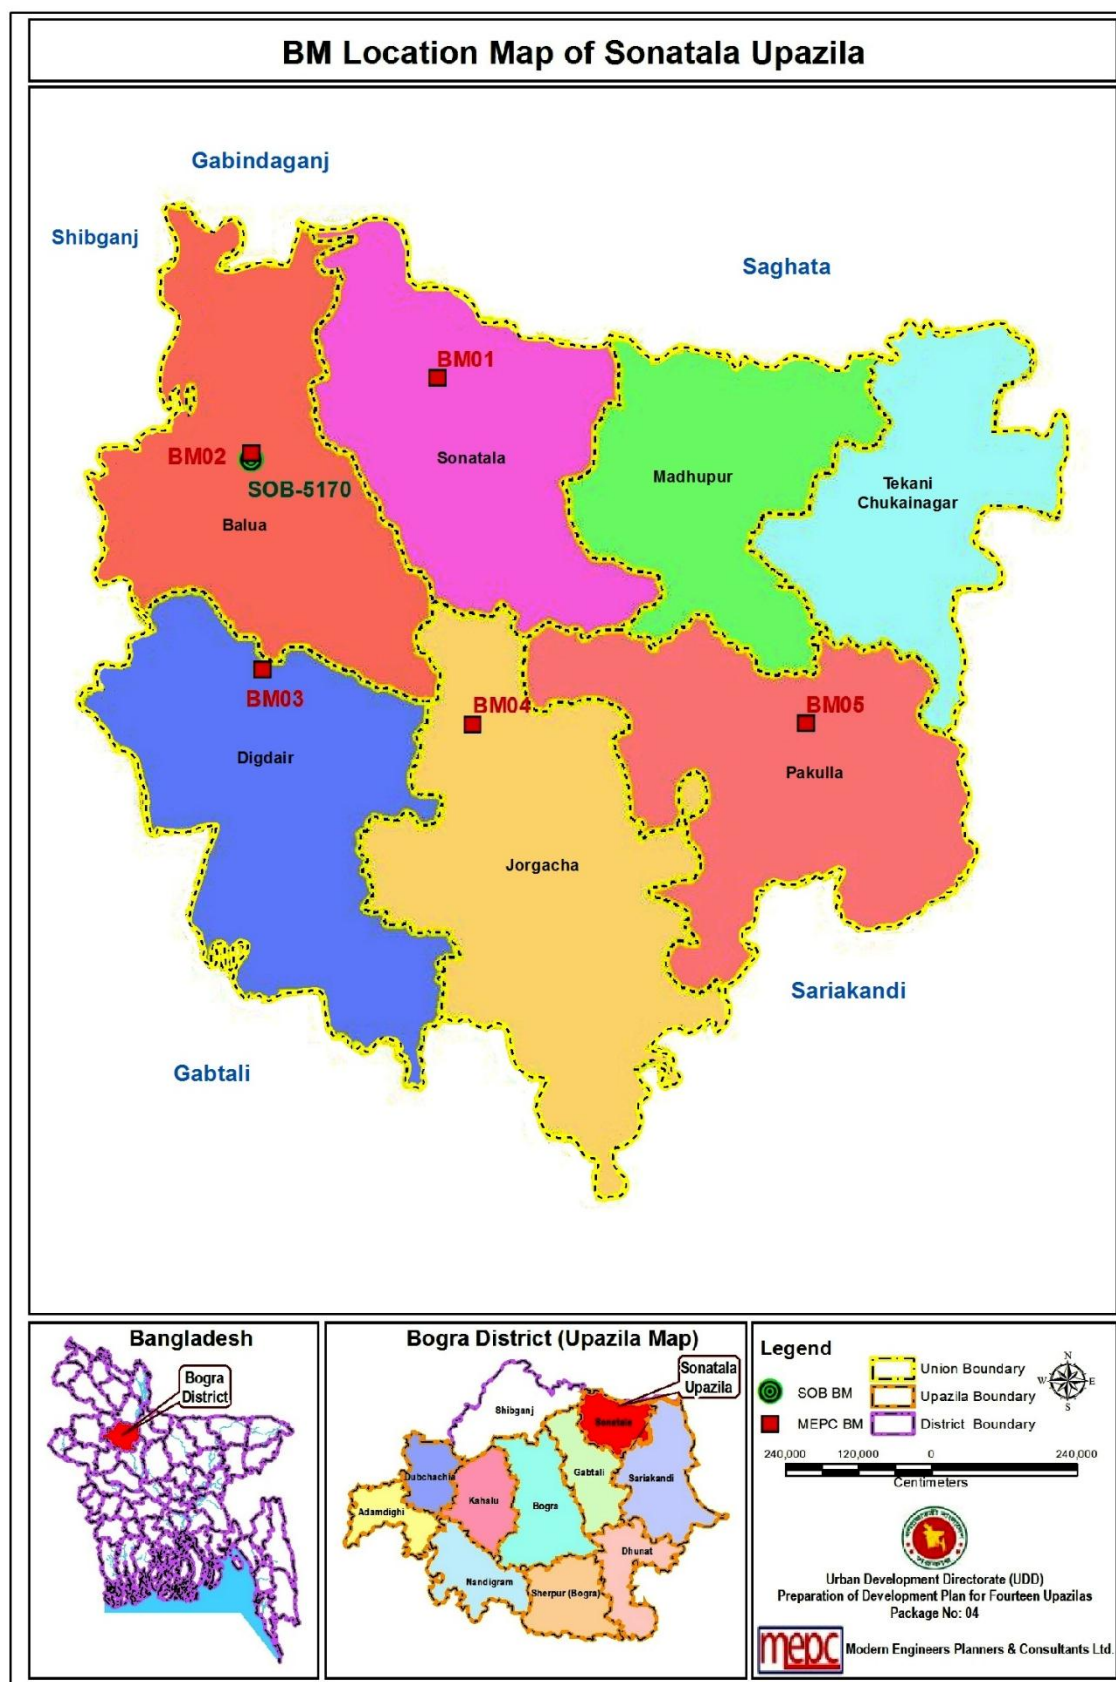 BM Location Map of Sonatala Upazila
Gabindaganj
Shibganj
Saghata
BM01
BM02
SOB-5170
Sonatala
Madhupur
Tekani
Chukainagar
Balua
BM03
BM04
BM05
Digdair
Pakulla
Jorgacha
Sariakandi
Gabtali
Bangladesh
Bogra
District
Bogra District (Upazila Map)
Sonatala
Upazila
Shibganj
Sonatala
Dubchachia
Gabtali
Sariakandi
Kahalu
Bogra
Adamdighi
Dhunat
Nandigram
Sherpur (Bogra)
Legend
SOB BM
MEPC BM
Union Boundary
Upazila Boundary
District Boundary
N
W E
S
240,000 120,000 0 240,000
Centimeters
Urban Development Directorate (UDD)
Preparation of Development Plan for Fourteen Upazilas
Package No: 04
mepc Modern Engineers Planners & Consultants Ltd.